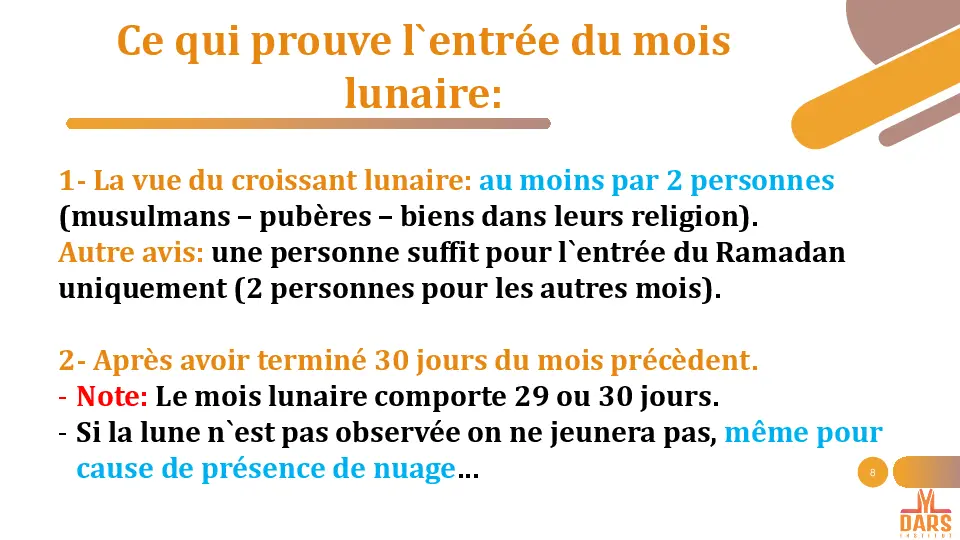 Ce qui prouve l`entrée du mois
lunaire:
1- La vue du croissant lunaire: au moins par 2 personnes
(musulmans – pubères – biens dans leurs religion).
Autre avis: une personne suffit pour l`entrée du Ramadan
uniquement (2 personnes pour les autres mois).
2- Après avoir terminé 30 jours du mois précèdent.
- Note: Le mois lunaire comporte 29 ou 30 jours.
- Si la lune n`est pas observée on ne jeunera pas, même pour
cause de présence de nuage...
8
DARS
INSTITUT